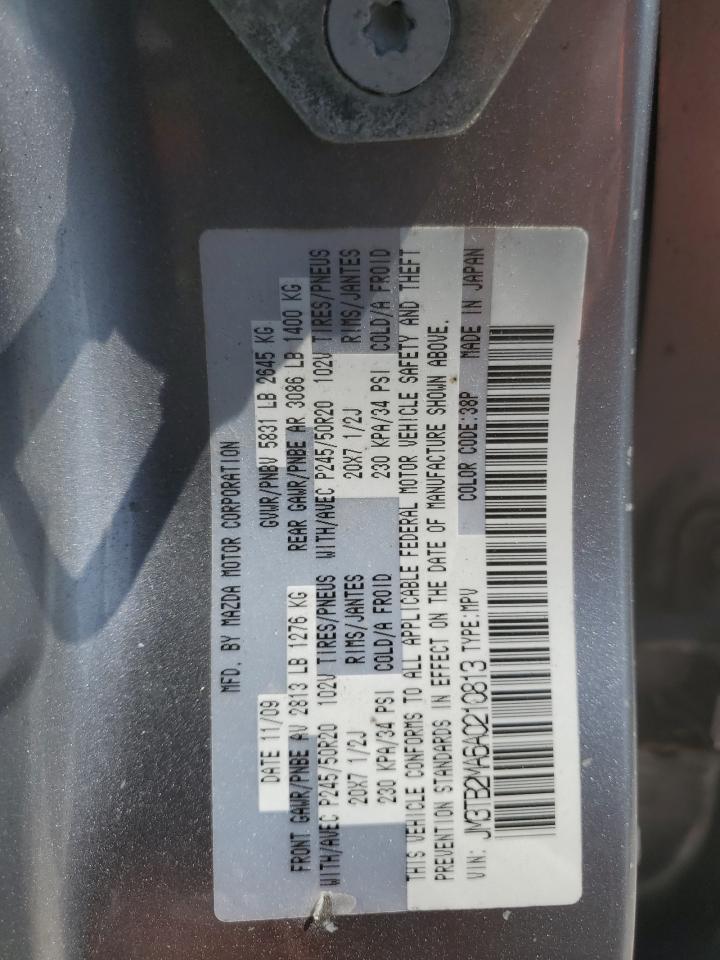 MFD. BY MAZDA MOTOR CORPORATION
DATE 11/09 GVWR/PNBV 5831 LB 2645 KG
FRONT GAWR/PNBE AV 2813 LB 1276 KG REAR GAWR/PNBE AR 3086 LB 1400 KG
WITH/AVEC P245/50R20 102V TIRES/PNEUS WITH/AVEC P245/50R20 102V TIRES/PNEUS
20X7 1/2J RIMS/JANTES 20X7 1/2J RIMS/JANTES
230 KPA/34 PSI COLD/A FROID 230 KPA/34 PSI COLD/A FROID
THIS VEHICLE CONFORMS TO ALL APPLICABLE FEDERAL MOTOR VEHICLE SAFETY AND THEFT
PREVENTION STANDARDS IN EFFECT ON THE DATE OF MANUFACTURE SHOWN ABOVE.
VIN: JM3TB2MA6A0210813 TYPE:MPV COLOR CODE:38P MADE IN JAPAN